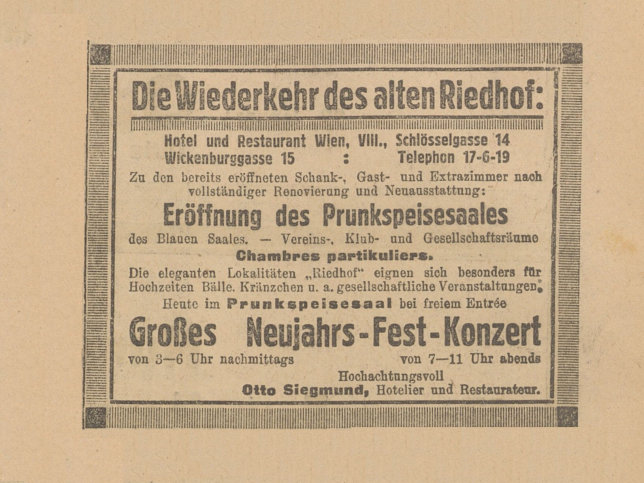 Die Wiederkehr des alten Riedhof:
Hotel und Restaurant Wien, VIII., Schlösselgasse 14
Wickenburggasse 15 : Telephon 17-6-19
Zu den bereits eröffneten Schank-, Gast- und Extrazimmer nach
vollständiger Renovierung und Neuausstattung:
Eröffnung des Prunkspeisesaales
des Blauen Saales. — Vereins-, Klub- und Gesellschaftsräume
Chambres partikuliers.
Die eleganten Lokalitäten „Riedhof“ eignen sich besonders für
Hochzeiten Bälle. Kränzchen u. a. gesellschaftliche Veranstaltungen.
Heute im Prunkspeisesaal bei freiem Entrée
Großes Neujahrs-Fest-Konzert
von 3—6 Uhr nachmittags von 7—11 Uhr abends
Hochachtungsvoll
Otto Siegmund, Hotelier und Restaurateur.